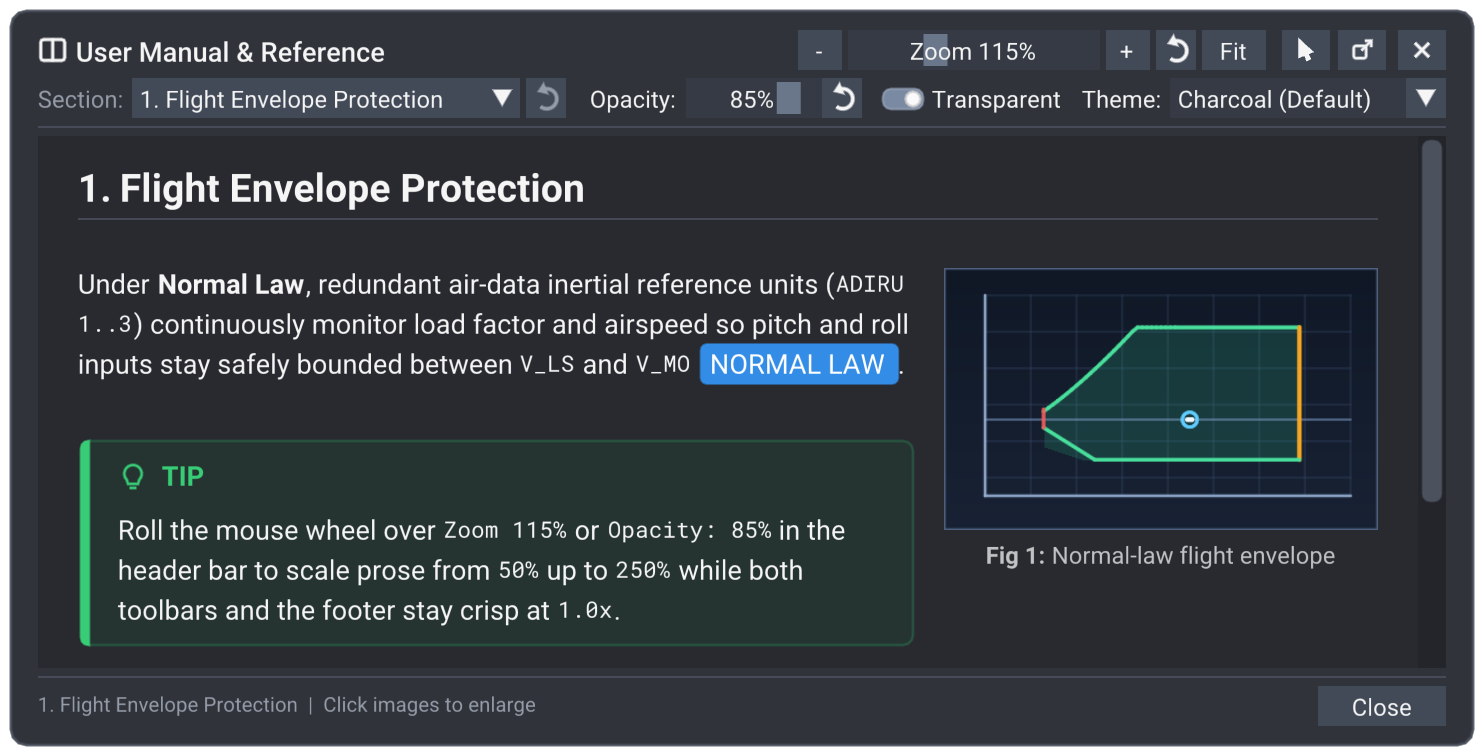 User Manual & Reference
- Zoom 115% + Fit
Section: 1. Flight Envelope Protection Opacity: 85% Transparent Theme: Charcoal (Default)
1. Flight Envelope Protection
Under Normal Law, redundant air-data inertial reference units (ADIRU
1..3) continuously monitor load factor and airspeed so pitch and roll
inputs stay safely bounded between V_LS and V_MO NORMAL LAW.
TIP
Roll the mouse wheel over Zoom 115% or Opacity: 85% in the
header bar to scale prose from 50% up to 250% while both
toolbars and the footer stay crisp at 1.0x.
Fig 1: Normal-law flight envelope
1. Flight Envelope Protection | Click images to enlarge
Close